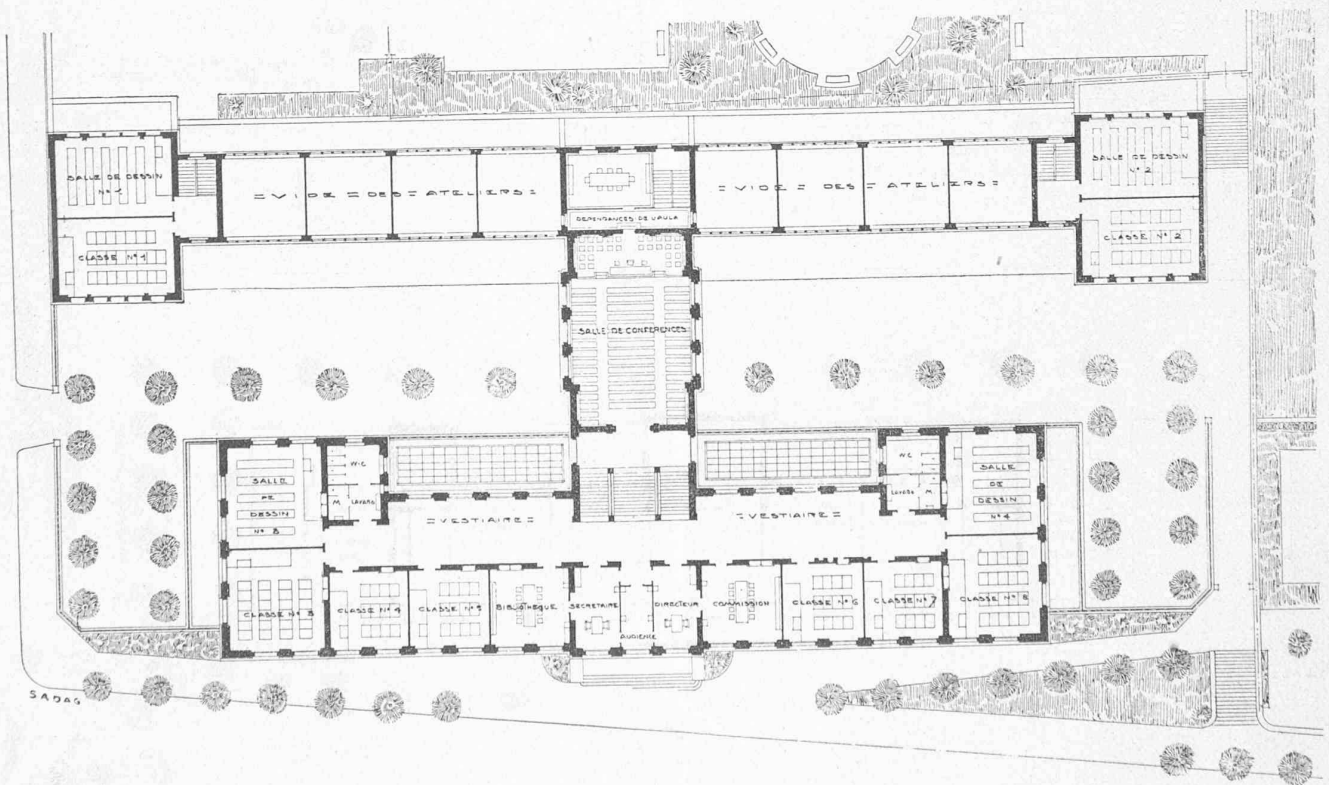 SALLE DE DESSIN
Nº 1
= VIDE = DES = ATELIERS =
= VIDE = DES = ATELIERS =
SALLE DE DESSIN
Nº 2
DEPENDANCES DE L'AULA
CLASSE Nº 1
CLASSE Nº 2
SALLE DE CONFERENCES
SALLE
DE
DESSIN
Nº 3
W-C
M
LAVABO
= VESTIAIRE =
= VESTIAIRE =
W-C
LAVABO
M
SALLE
DE
DESSIN
Nº 4
CLASSE Nº 3
CLASSE Nº 4
CLASSE Nº 5
BIBLIOTHEQUE
SECRETAIRE
AUDIENCE
DIRECTEUR
COMMISSION
CLASSE Nº 6
CLASSE Nº 7
CLASSE Nº 8
SADAG